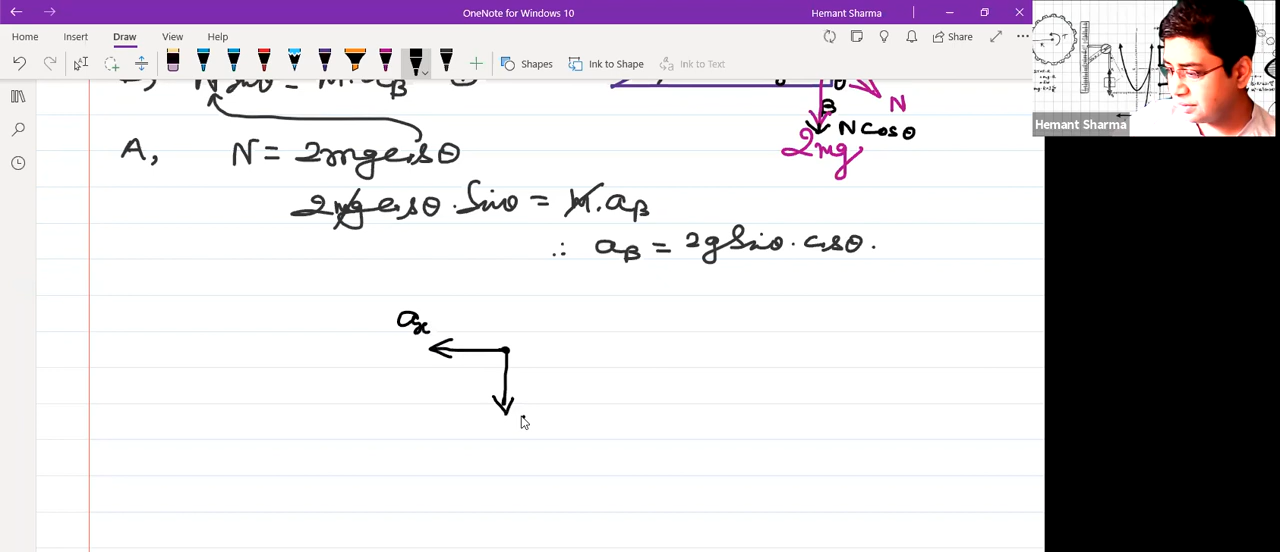 OneNote for Windows 10
Hemant Sharma
Home Insert Draw View Help
Share
Shapes Ink to Shape Ink to Text
N
B
N cos θ
2mg
A, N = 2mg cos θ
2mg cos θ . Sin θ = M. aB
∴ aB = 2g Sin θ . cos θ.
ax
Hemant Sharma